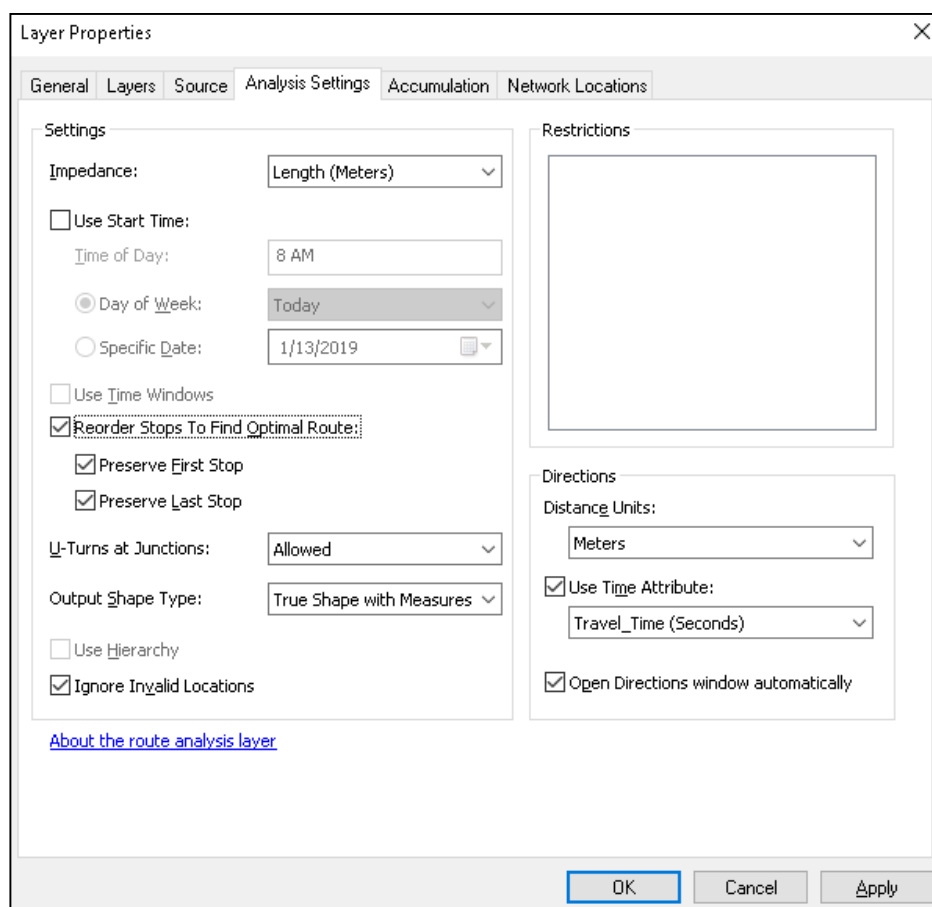 Layer Properties
General Layers Source Analysis Settings Accumulation Network Locations
Settings
Impedance: Length (Meters)
Use Start Time:
Time of Day: 8 AM
Day of Week: Today
Specific Date: 1/13/2019
Use Time Windows
Reorder Stops To Find Optimal Route:
Preserve First Stop
Preserve Last Stop
U-Turns at Junctions: Allowed
Output Shape Type: True Shape with Measures
Use Hierarchy
Ignore Invalid Locations
About the route analysis layer
Restrictions
Directions
Distance Units:
Meters
Use Time Attribute:
Travel_Time (Seconds)
Open Directions window automatically
OK Cancel Apply